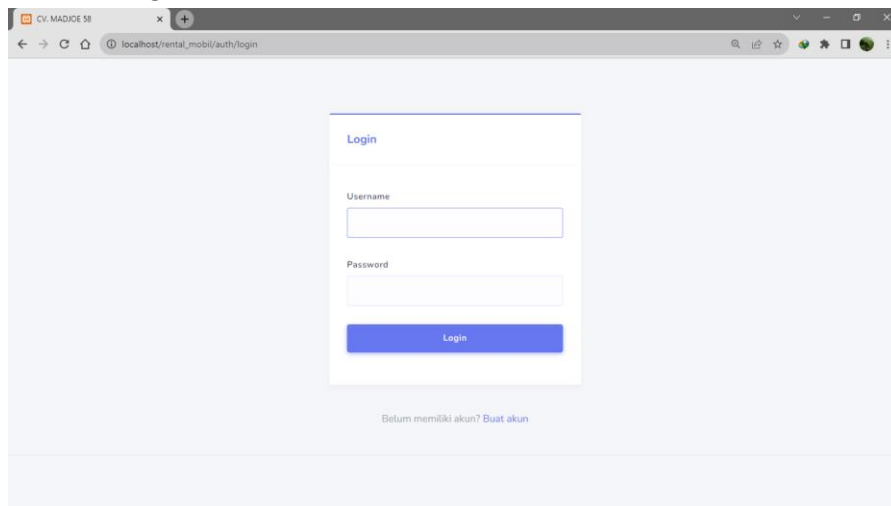 CV. MADJOE 58
localhost/rental_mobil/auth/login
Login
Username
Password
Login
Belum memiliki akun? Buat akun